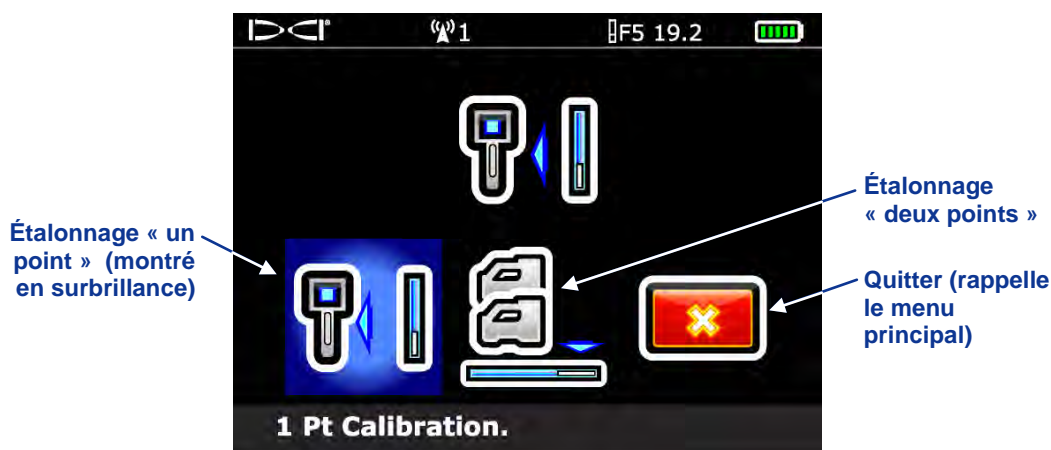 DCI®
1
F5 19.2
Étalonnage
« deux points »
Étalonnage « un
point » (montré
en surbrillance)
Quitter (rappelle
le menu
principal)
1 Pt Calibration.